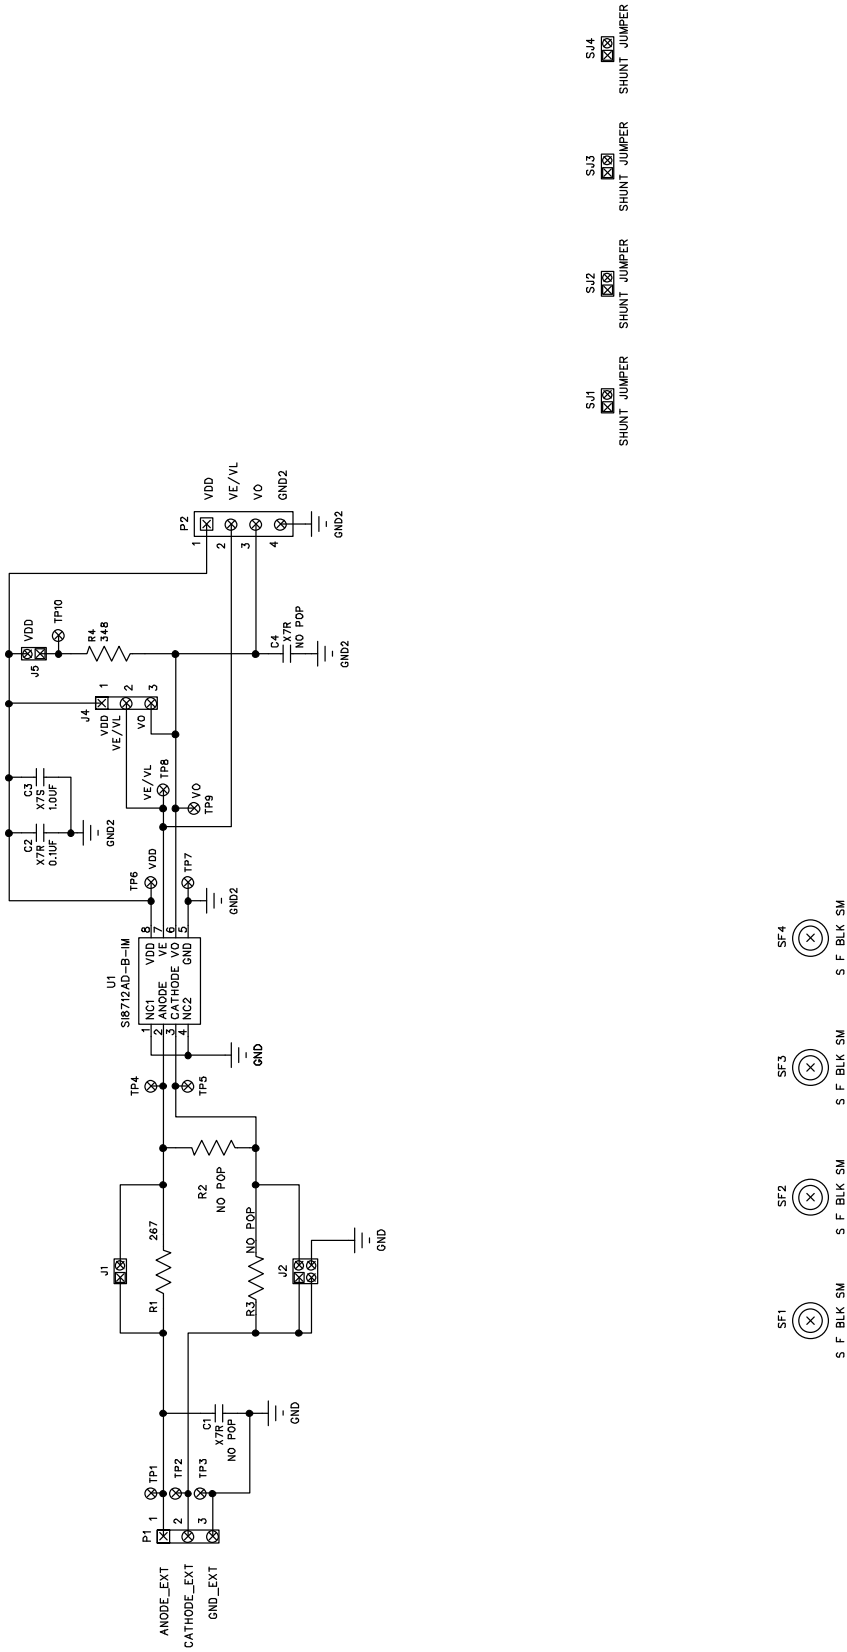 SJ4
SHUNT JUMPER
SJ3
SHUNT JUMPER
SJ2
SHUNT JUMPER
SJ1
SHUNT JUMPER
VDD
VE/VL
VO
GND2
P2
1
2
3
4
GND2
VDD
J5
TP10
R4
348
C4
X7R
NO POP
GND2
J4
1
2
3
VDD
VE/VL
VO
C3
X7S
1.0UF
C2
X7R
0.1UF
GND2
VE/VL
TP8
VO
TP9
TP6
VDD
TP7
GND2
U1
SI8712AD-B-IM
8
7
6
5
VDD
VE
VO
GND
NC1
ANODE
CATHODE
NC2
1
2
3
4
GND
TP4
TP5
R2
NO POP
J1
267
R1
NO POP
R3
J2
GND
C1
X7R
NO POP
GND
TP1
TP2
TP3
P1
1
2
3
ANODE_EXT
CATHODE_EXT
GND_EXT
SF4
S F BLK SM
SF3
S F BLK SM
SF2
S F BLK SM
SF1
S F BLK SM